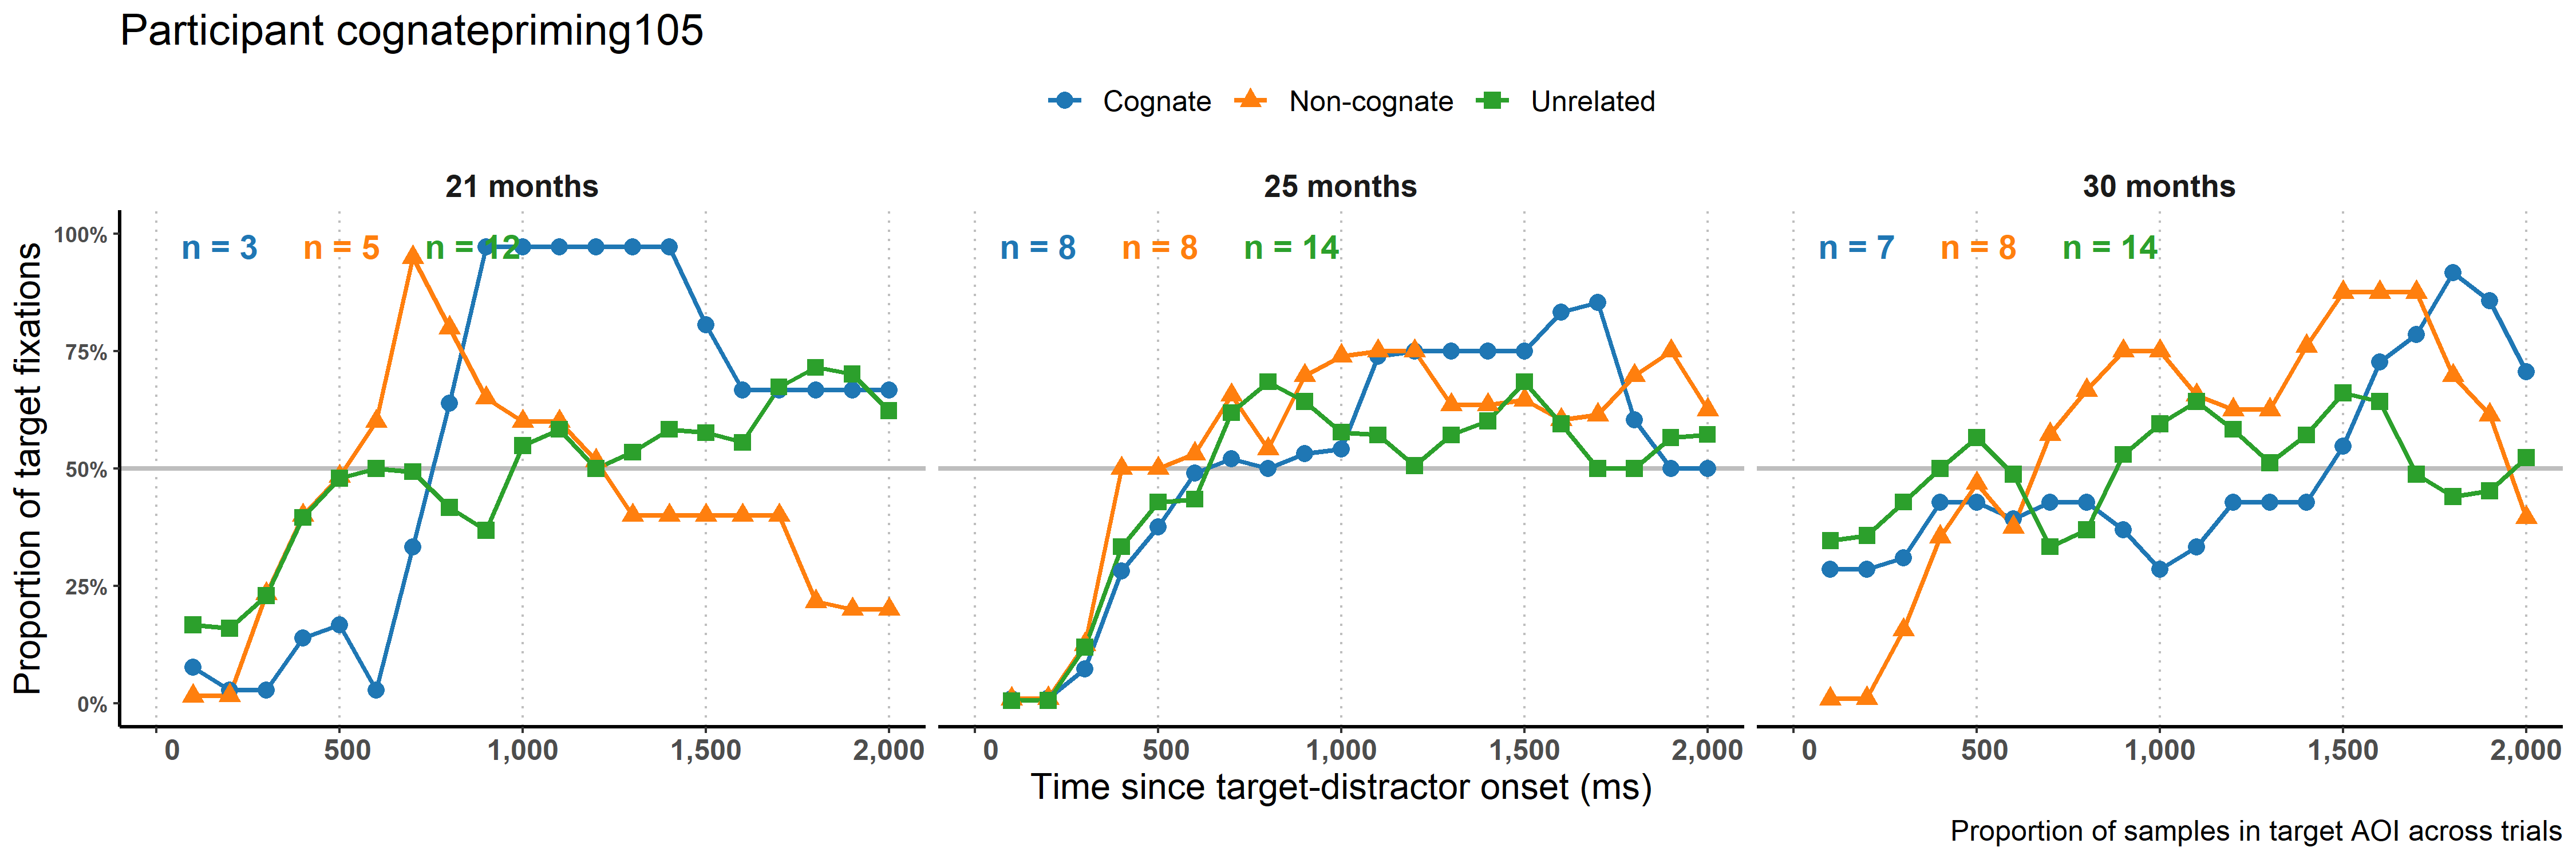 Participant cognatepriming105
Cognate Non-cognate Unrelated
21 months 25 months 30 months
Proportion of target fixations
100%
75%
50%
25%
0%
n = 3 n = 5 n = 12
n = 8 n = 8 n = 14
n = 7 n = 8 n = 14
0 500 1,000 1,500 2,000
0 500 1,000 1,500 2,000
0 500 1,000 1,500 2,000
Time since target-distractor onset (ms)
Proportion of samples in target AOI across trials